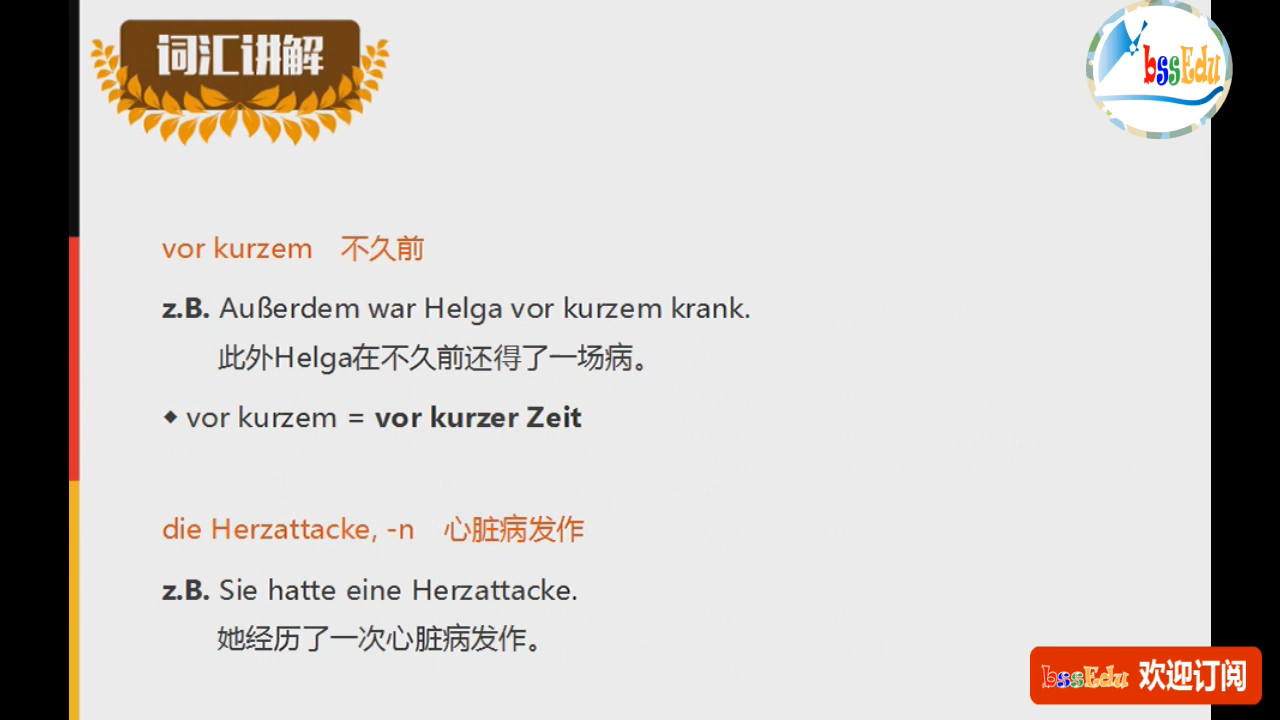 词汇讲解
bssEdu
vor kurzem 不久前
z.B. Außerdem war Helga vor kurzem krank.
此外Helga在不久前还得了一场病。
◆ vor kurzem = vor kurzer Zeit
die Herzattacke, -n 心脏病发作
z.B. Sie hatte eine Herzattacke.
她经历了一次心脏病发作。
bssEdu 欢迎订阅